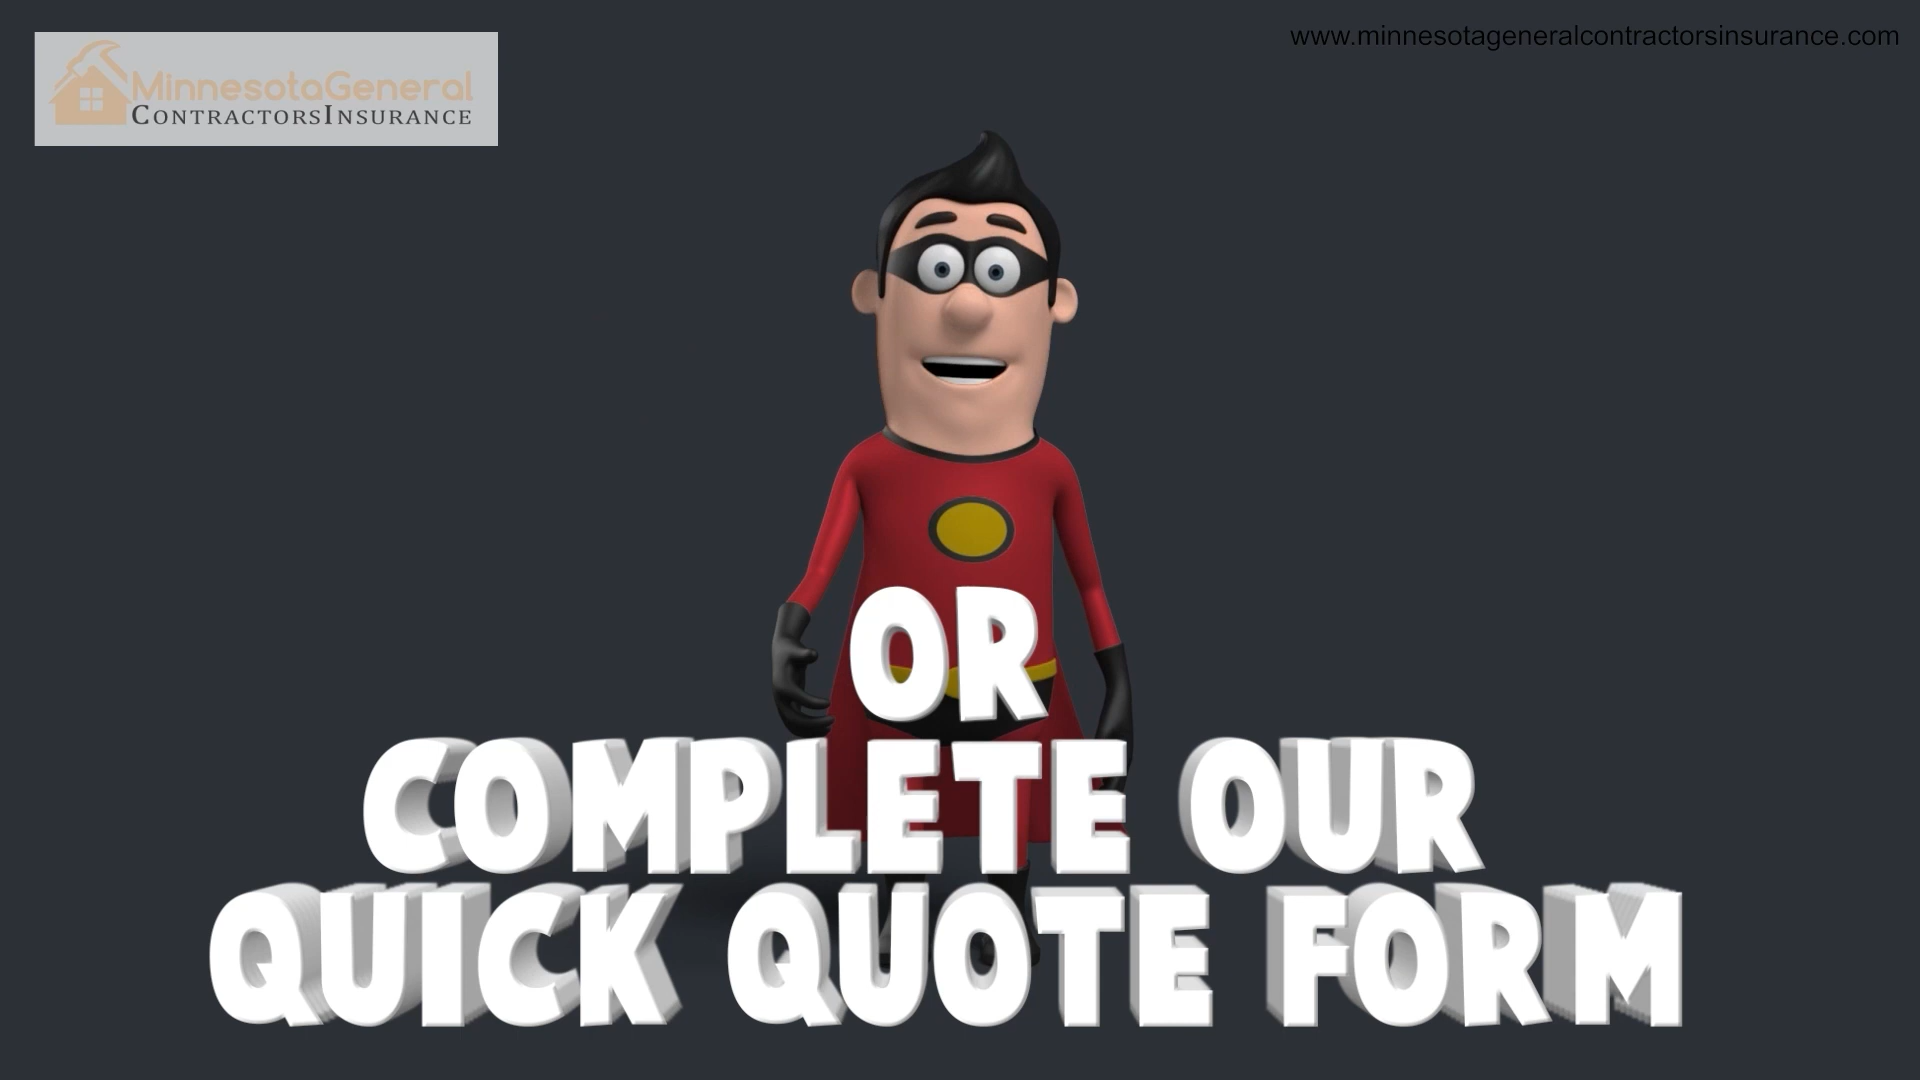 MinnesotaGeneral
ContractorsInsurance
www.minnesotageneralcontractorsinsurance.com
OR
COMPLETE OUR
QUICK QUOTE FORM